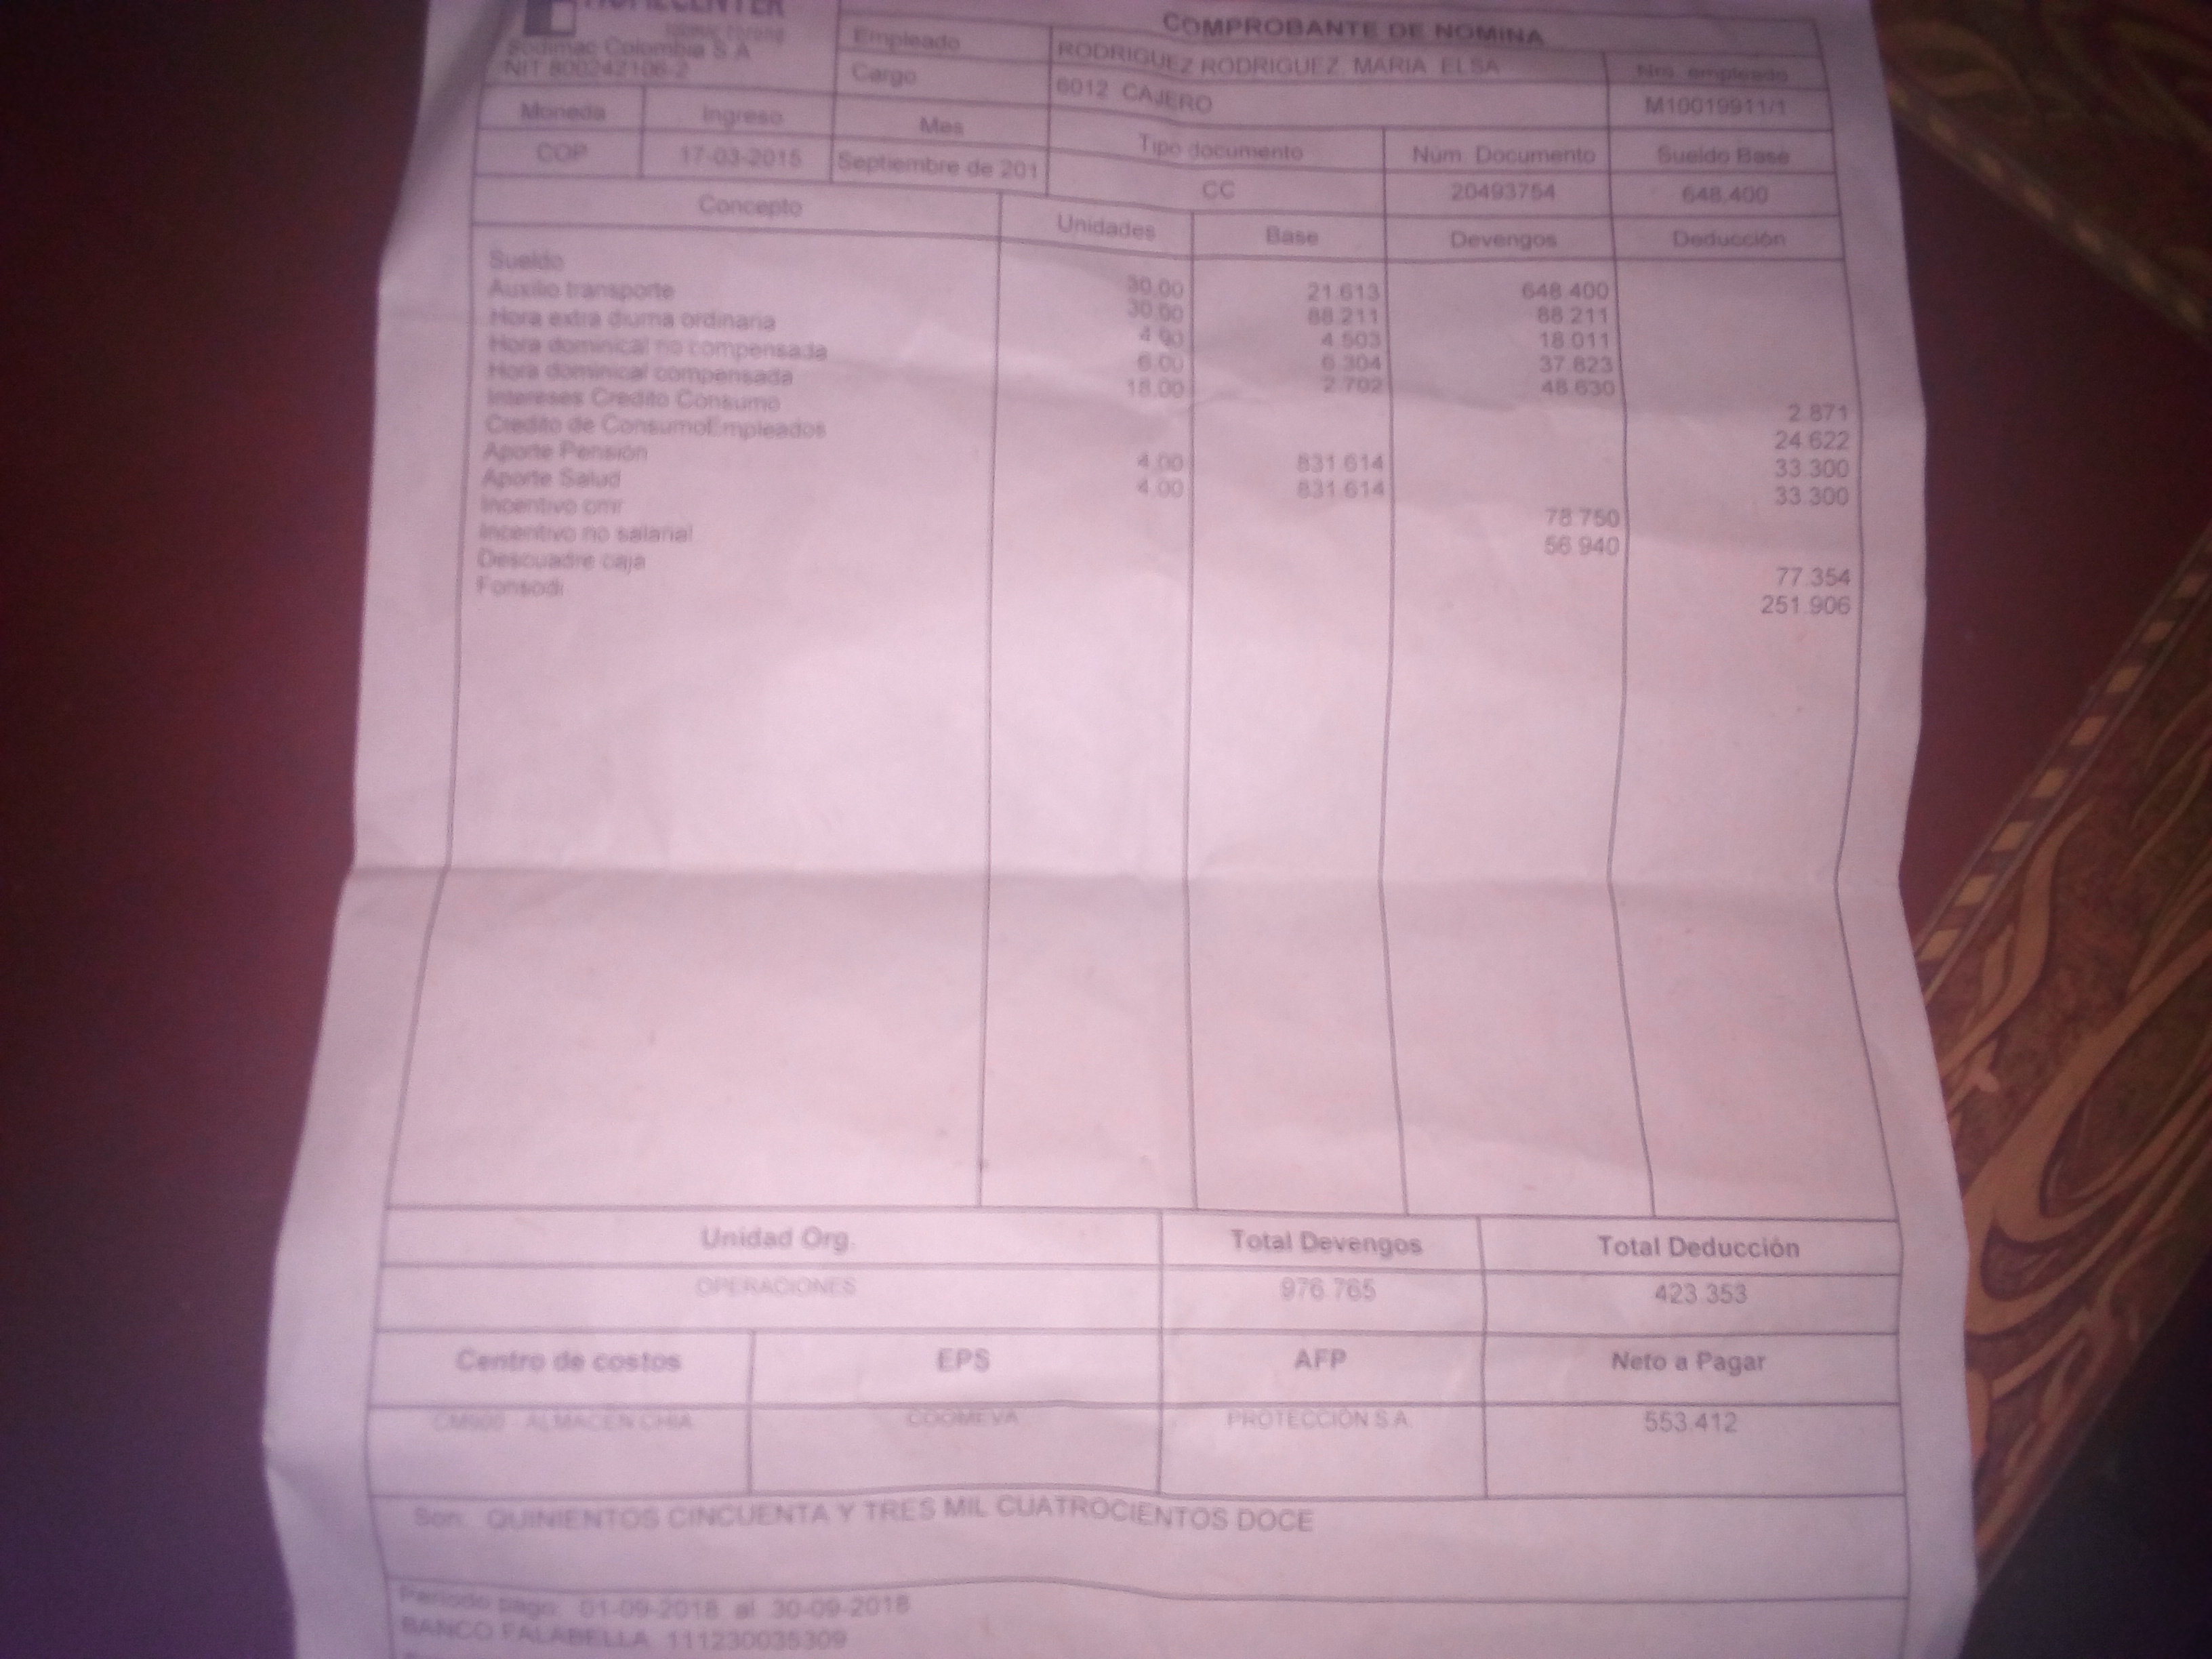 HOMECENTER
COMPROBANTE DE NOMINA
Sodimac Colombia S A
NIT 800242106-2
Empleado RODRIGUEZ RODRIGUEZ MARIA ELSA Nro. empleado
Cargo 6012 CAJERO M10019911/1
Moneda Ingreso Mes Tipo documento Num. Documento Sueldo Base
COP 17-03-2015 Septiembre de 201 CC 20493754 648.400
Concepto Unidades Base Devengos Deducción
Sueldo 30.00 21.613 648.400
Auxilio transporte 30.00 88.211 88.211
Hora extra diurna ordinaria 4.00 4.503 18.011
Hora dominical no compensada 6.00 6.304 37.823
Hora dominical compensada 18.00 2.702 48.630
Intereses Credito Consumo 2.871
Credito de ConsumoEmpleados 24.622
Aporte Pensión 4.00 831.614 33.300
Aporte Salud 4.00 831.614 33.300
Incentivo cmr 78.750
Incentivo no salarial 56.940
Descuadre caja 77.354
Fonsodi 251.906
Unidad Org. Total Devengos Total Deducción
OPERACIONES 976.765 423.353
Centro de costos EPS AFP Neto a Pagar
ALMACEN CHIA COOMEVA PROTECCIÓN S.A. 553.412
Son: QUINIENTOS CINCUENTA Y TRES MIL CUATROCIENTOS DOCE
Periodo pago: 01-09-2018 al 30-09-2018
BANCO FALABELLA 111230035309